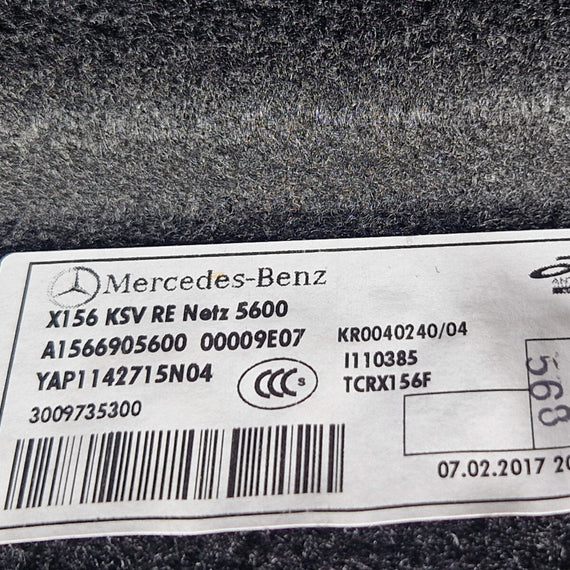 Mercedes-Benz
X156 KSV RE Netz 5600
A1566905600 00009E07
YAP1142715N04
3009735300
CCC S
KR0040240/04
I110385
TCRX156F
568
07.02.2017